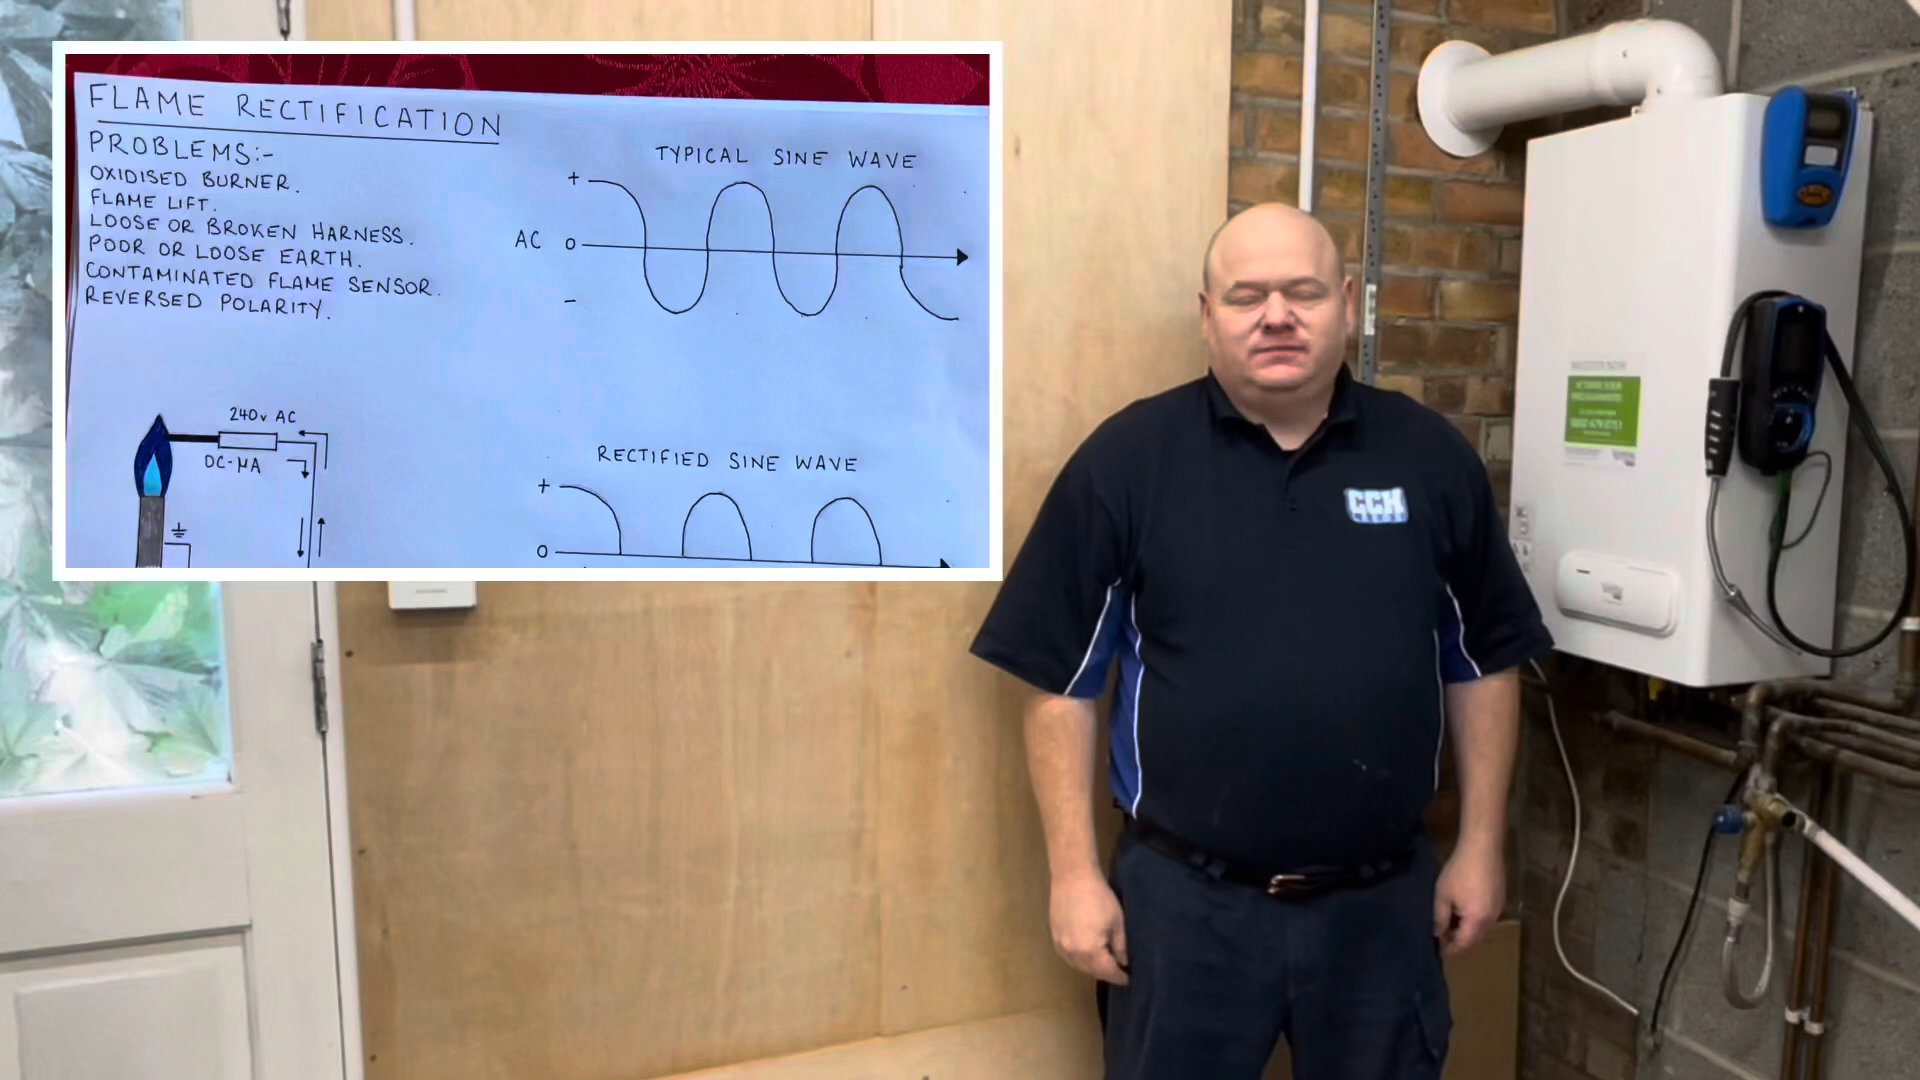 FLAME RECTIFICATION
PROBLEMS:-
OXIDISED BURNER.
FLAME LIFT.
LOOSE OR BROKEN HARNESS.
POOR OR LOOSE EARTH.
CONTAMINATED FLAME SENSOR.
REVERSED POLARITY.
TYPICAL SINE WAVE
+
AC 0
-
240v AC
DC-MA
RECTIFIED SINE WAVE
+
0
CCH